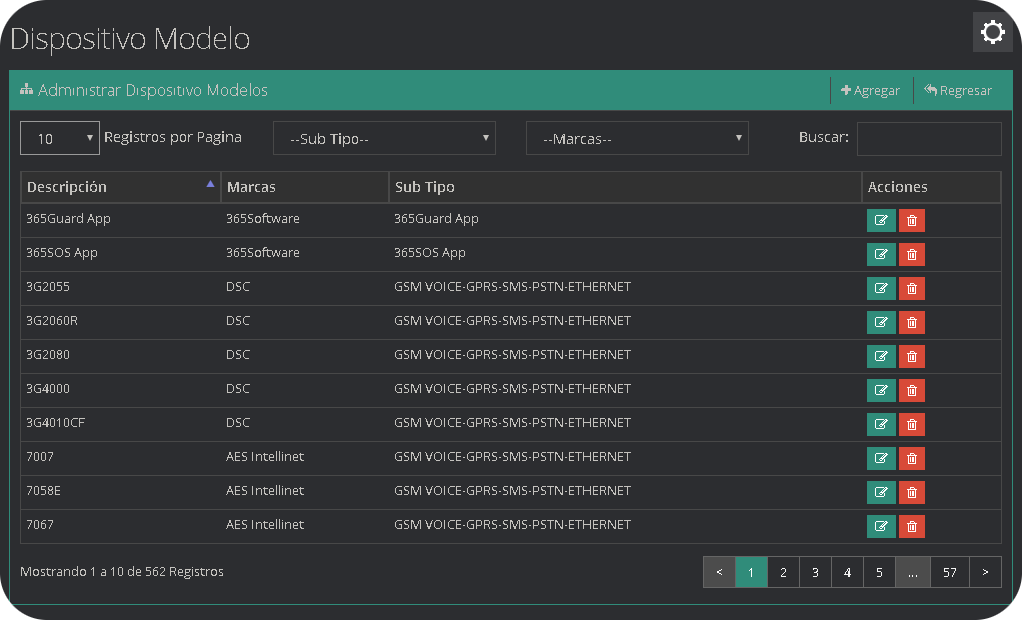 Dispositivo Modelo
Administrar Dispositivo Modelos Agregar Regresar
10 Registros por Pagina --Sub Tipo-- --Marcas-- Buscar:
Descripción Marcas Sub Tipo Acciones
365Guard App 365Software 365Guard App
365SOS App 365Software 365SOS App
3G2055 DSC GSM VOICE-GPRS-SMS-PSTN-ETHERNET
3G2060R DSC GSM VOICE-GPRS-SMS-PSTN-ETHERNET
3G2080 DSC GSM VOICE-GPRS-SMS-PSTN-ETHERNET
3G4000 DSC GSM VOICE-GPRS-SMS-PSTN-ETHERNET
3G4010CF DSC GSM VOICE-GPRS-SMS-PSTN-ETHERNET
7007 AES Intellinet GSM VOICE-GPRS-SMS-PSTN-ETHERNET
7058E AES Intellinet GSM VOICE-GPRS-SMS-PSTN-ETHERNET
7067 AES Intellinet GSM VOICE-GPRS-SMS-PSTN-ETHERNET
Mostrando 1 a 10 de 562 Registros < 1 2 3 4 5 ... 57 >